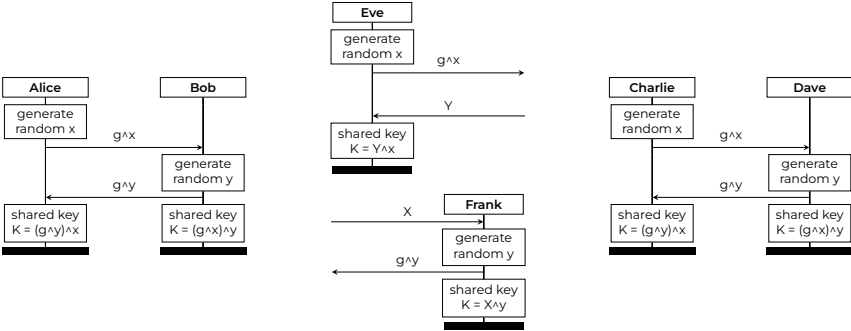 Alice
Bob
generate
random x
g^x
generate
random y
g^y
shared key
K = (g^y)^x
shared key
K = (g^x)^y
Eve
generate
random x
g^x
Y
shared key
K = Y^x
X
Frank
generate
random y
g^y
shared key
K = X^y
Charlie
Dave
generate
random x
g^x
generate
random y
g^y
shared key
K = (g^y)^x
shared key
K = (g^x)^y